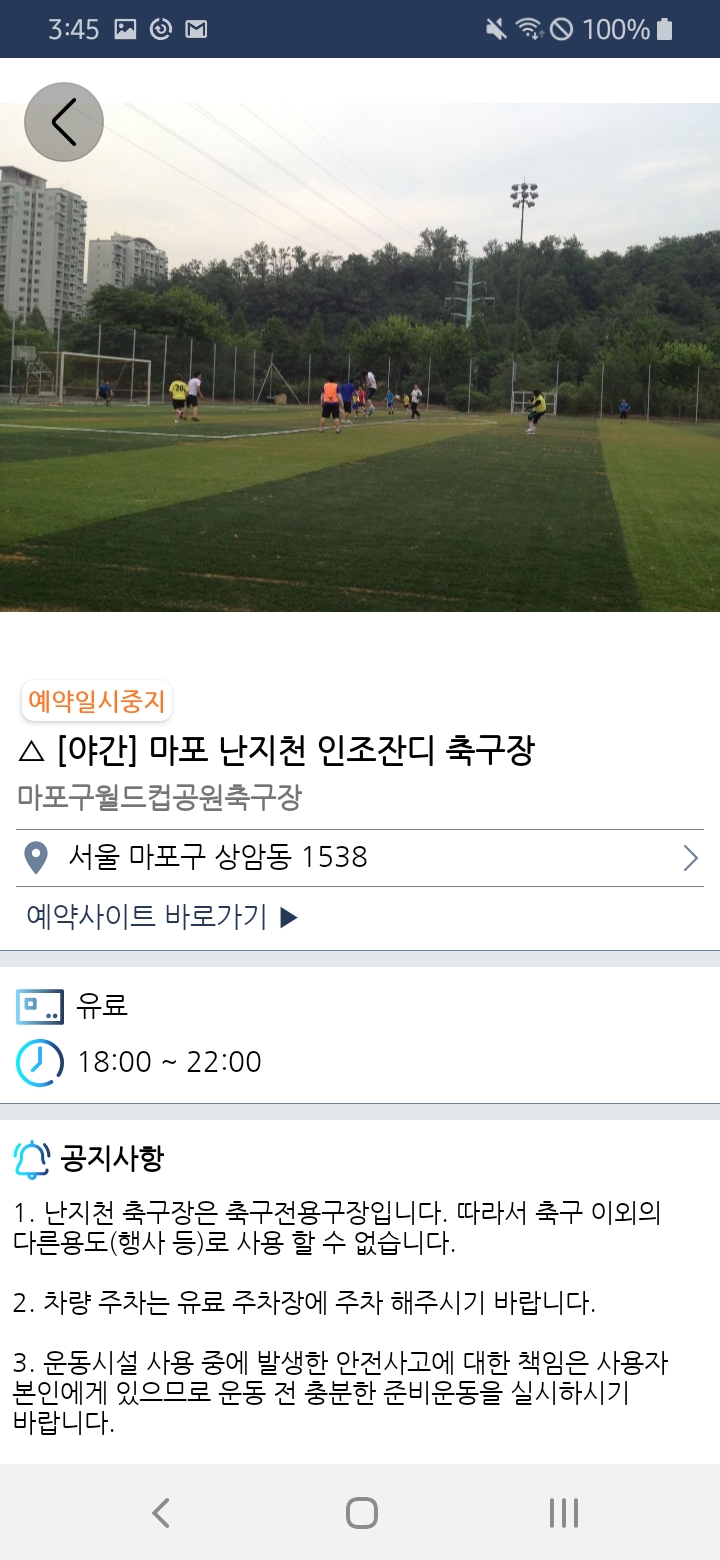 3:45
100%
20
예약일시중지
△ [야간] 마포 난지천 인조잔디 축구장
마포구월드컵공원축구장
서울 마포구 상암동 1538
예약사이트 바로가기 ▶
유료
18:00 ~ 22:00
공지사항
1. 난지천 축구장은 축구전용구장입니다. 따라서 축구 이외의
다른용도(행사 등)로 사용 할 수 없습니다.
2. 차량 주차는 유료 주차장에 주차 해주시기 바랍니다.
3. 운동시설 사용 중에 발생한 안전사고에 대한 책임은 사용자
본인에게 있으므로 운동 전 충분한 준비운동을 실시하시기
바랍니다.